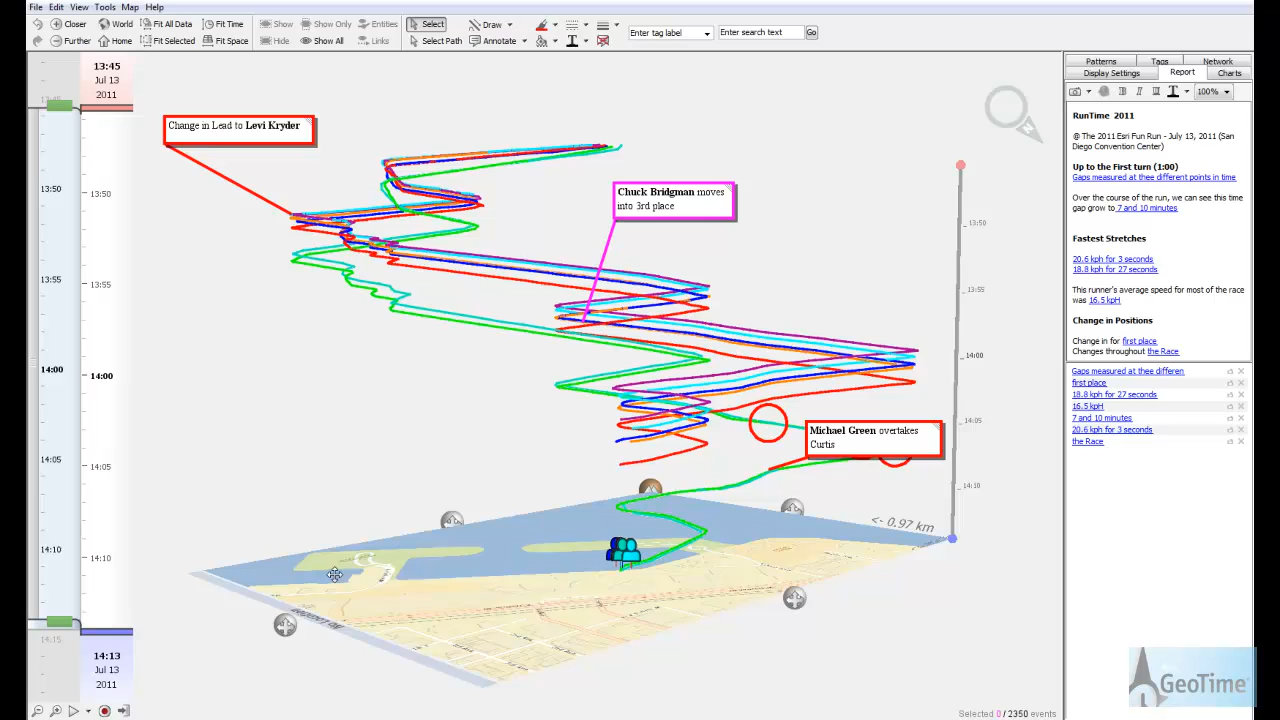 File Edit View Tools Map Help
Closer World Fit All Data Fit Time Show Show Only Entities Select Draw
Further Home Fit Selected Fit Space Hide Show All Links Select Path Annotate T
Enter tag label Enter search text Go
13:45
Jul 13
2011
13:50
13:55
14:00
14:05
14:10
14:15
13:50
13:55
14:00
14:05
14:10
14:13
Jul 13
2011
Change in Lead to Levi Kryder
Chuck Bridgman moves
into 3rd place
Michael Green overtakes
Curtis
N
13:50
13:55
14:00
14:05
14:10
<- 0.97 km
Selected 0 / 2350 events
Patterns Tags Network
Display Settings Report Charts
T 100%
RunTime 2011
@ The 2011 Esri Fun Run - July 13, 2011 (San
Diego Convention Center)
Up to the First turn (1:00)
Gaps measured at thee different points in time
Over the course of the run, we can see this time
gap grow to 7 and 10 minutes
Fastest Stretches
20.6 kph for 3 seconds
18.8 kph for 27 seconds
This runner's average speed for most of the race
was 16.5 kpH
Change in Positions
Change in for first place
Changes throughout the Race
Gaps measured at thee differen
first place
18.8 kph for 27 seconds
16.5 kpH
7 and 10 minutes
20.6 kph for 3 seconds
the Race
GeoTime